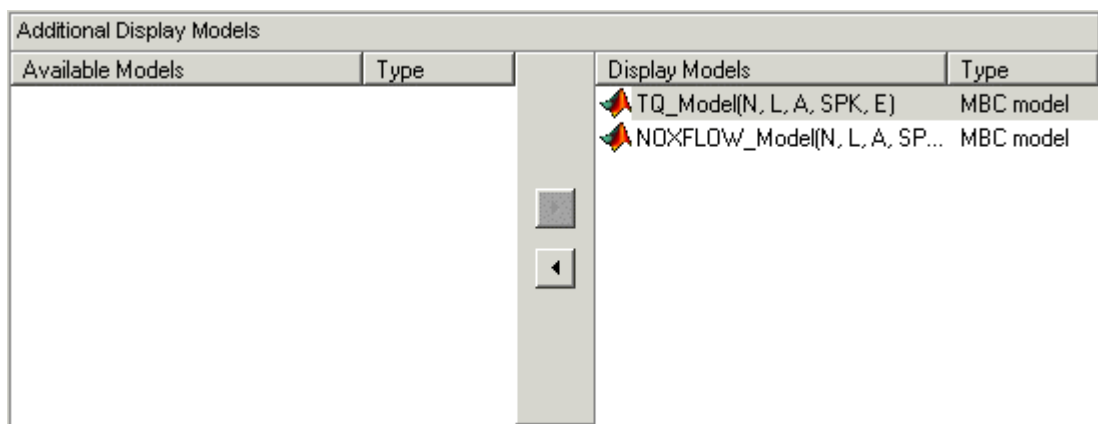 Additional Display Models
Available Models Type
Display Models Type
TQ_Model(N, L, A, SPK, E) MBC model
NOXFLOW_Model(N, L, A, SP... MBC model